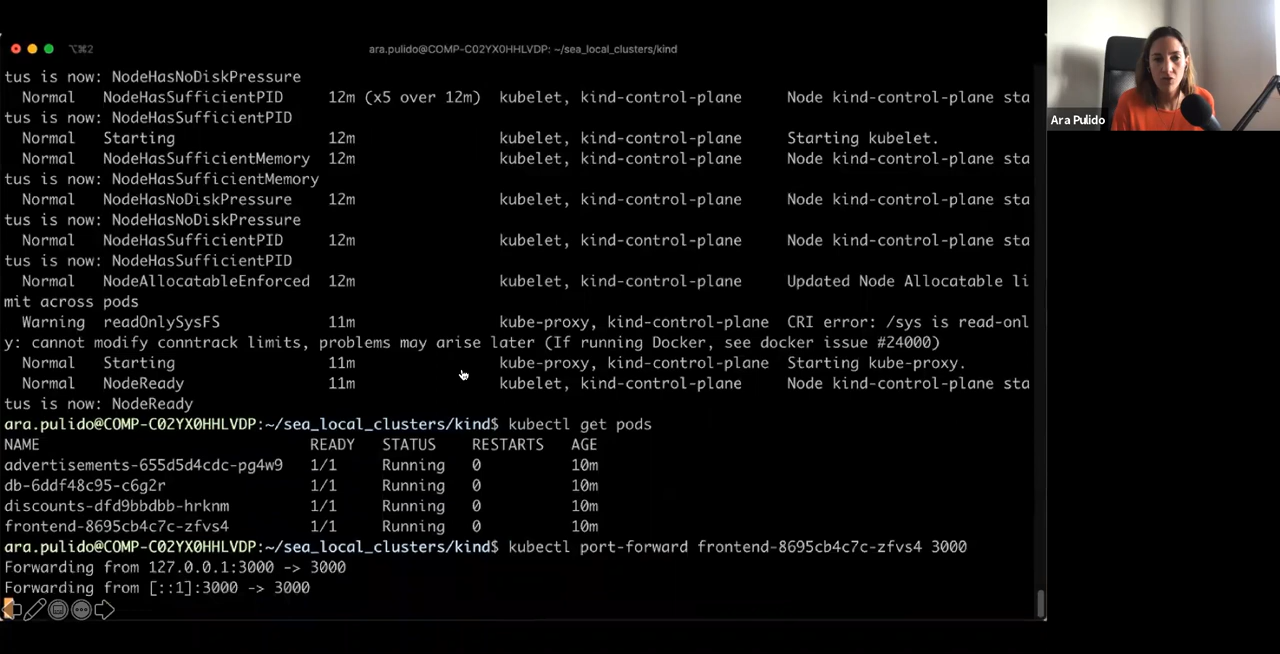 ⌥⌘2
ara.pulido@COMP-C02YX0HHLVDP: ~/sea_local_clusters/kind
tus is now: NodeHasNoDiskPressure
Normal NodeHasSufficientPID 12m (x5 over 12m) kubelet, kind-control-plane Node kind-control-plane sta
tus is now: NodeHasSufficientPID
Normal Starting 12m kubelet, kind-control-plane Starting kubelet.
Normal NodeHasSufficientMemory 12m kubelet, kind-control-plane Node kind-control-plane sta
tus is now: NodeHasSufficientMemory
Normal NodeHasNoDiskPressure 12m kubelet, kind-control-plane Node kind-control-plane sta
tus is now: NodeHasNoDiskPressure
Normal NodeHasSufficientPID 12m kubelet, kind-control-plane Node kind-control-plane sta
tus is now: NodeHasSufficientPID
Normal NodeAllocatableEnforced 12m kubelet, kind-control-plane Updated Node Allocatable li
mit across pods
Warning readOnlySysFS 11m kube-proxy, kind-control-plane CRI error: /sys is read-onl
y: cannot modify conntrack limits, problems may arise later (If running Docker, see docker issue #24000)
Normal Starting 11m kube-proxy, kind-control-plane Starting kube-proxy.
Normal NodeReady 11m kubelet, kind-control-plane Node kind-control-plane sta
tus is now: NodeReady
ara.pulido@COMP-C02YX0HHLVDP:~/sea_local_clusters/kind$ kubectl get pods
NAME READY STATUS RESTARTS AGE
advertisements-655d5d4cdc-pg4w9 1/1 Running 0 10m
db-6ddf48c95-c6g2r 1/1 Running 0 10m
discounts-dfd9bbdbb-hrknm 1/1 Running 0 10m
frontend-8695cb4c7c-zfvs4 1/1 Running 0 10m
ara.pulido@COMP-C02YX0HHLVDP:~/sea_local_clusters/kind$ kubectl port-forward frontend-8695cb4c7c-zfvs4 3000
Forwarding from 127.0.0.1:3000 -> 3000
Forwarding from [::1]:3000 -> 3000
Ara Pulido